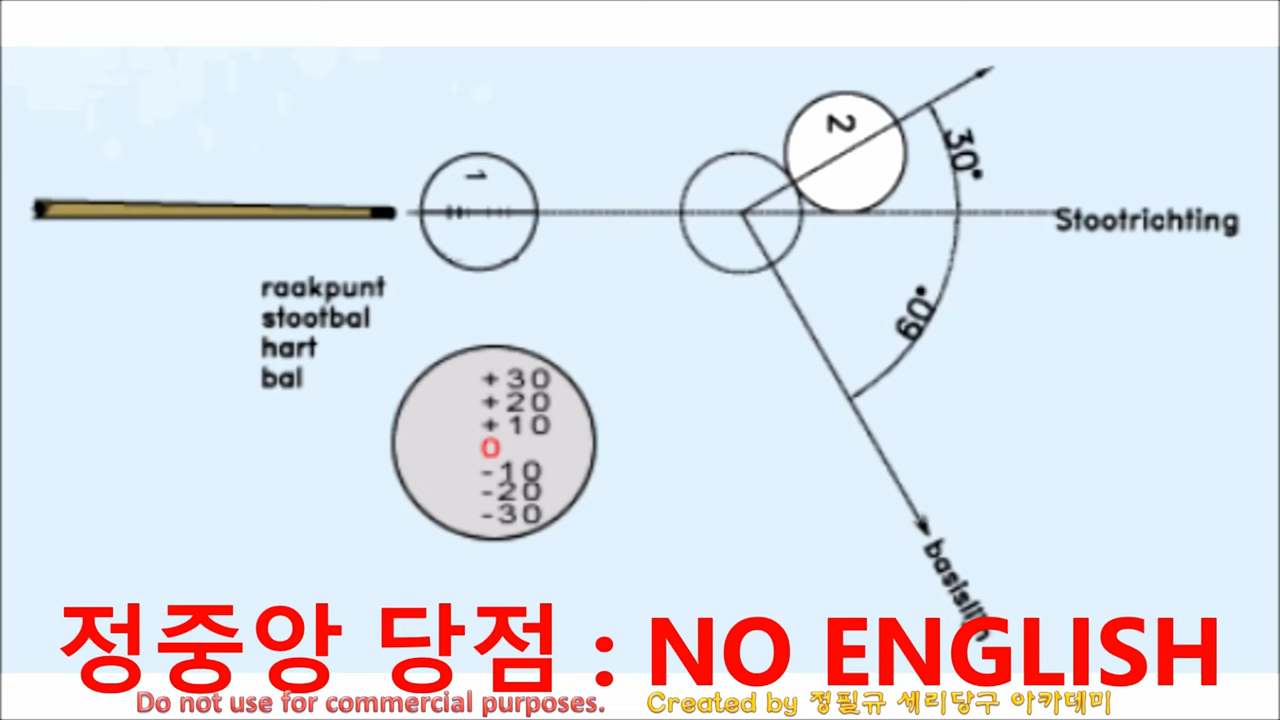 1
2
30°
Stootrichting
60°
raakpunt
stootbal
hart
bal
+30
+20
+10
0
-10
-20
-30
정중앙 당점 : NO ENGLISH
Do not use for commercial purposes.
Created by 정필규 세리당구 아카데미